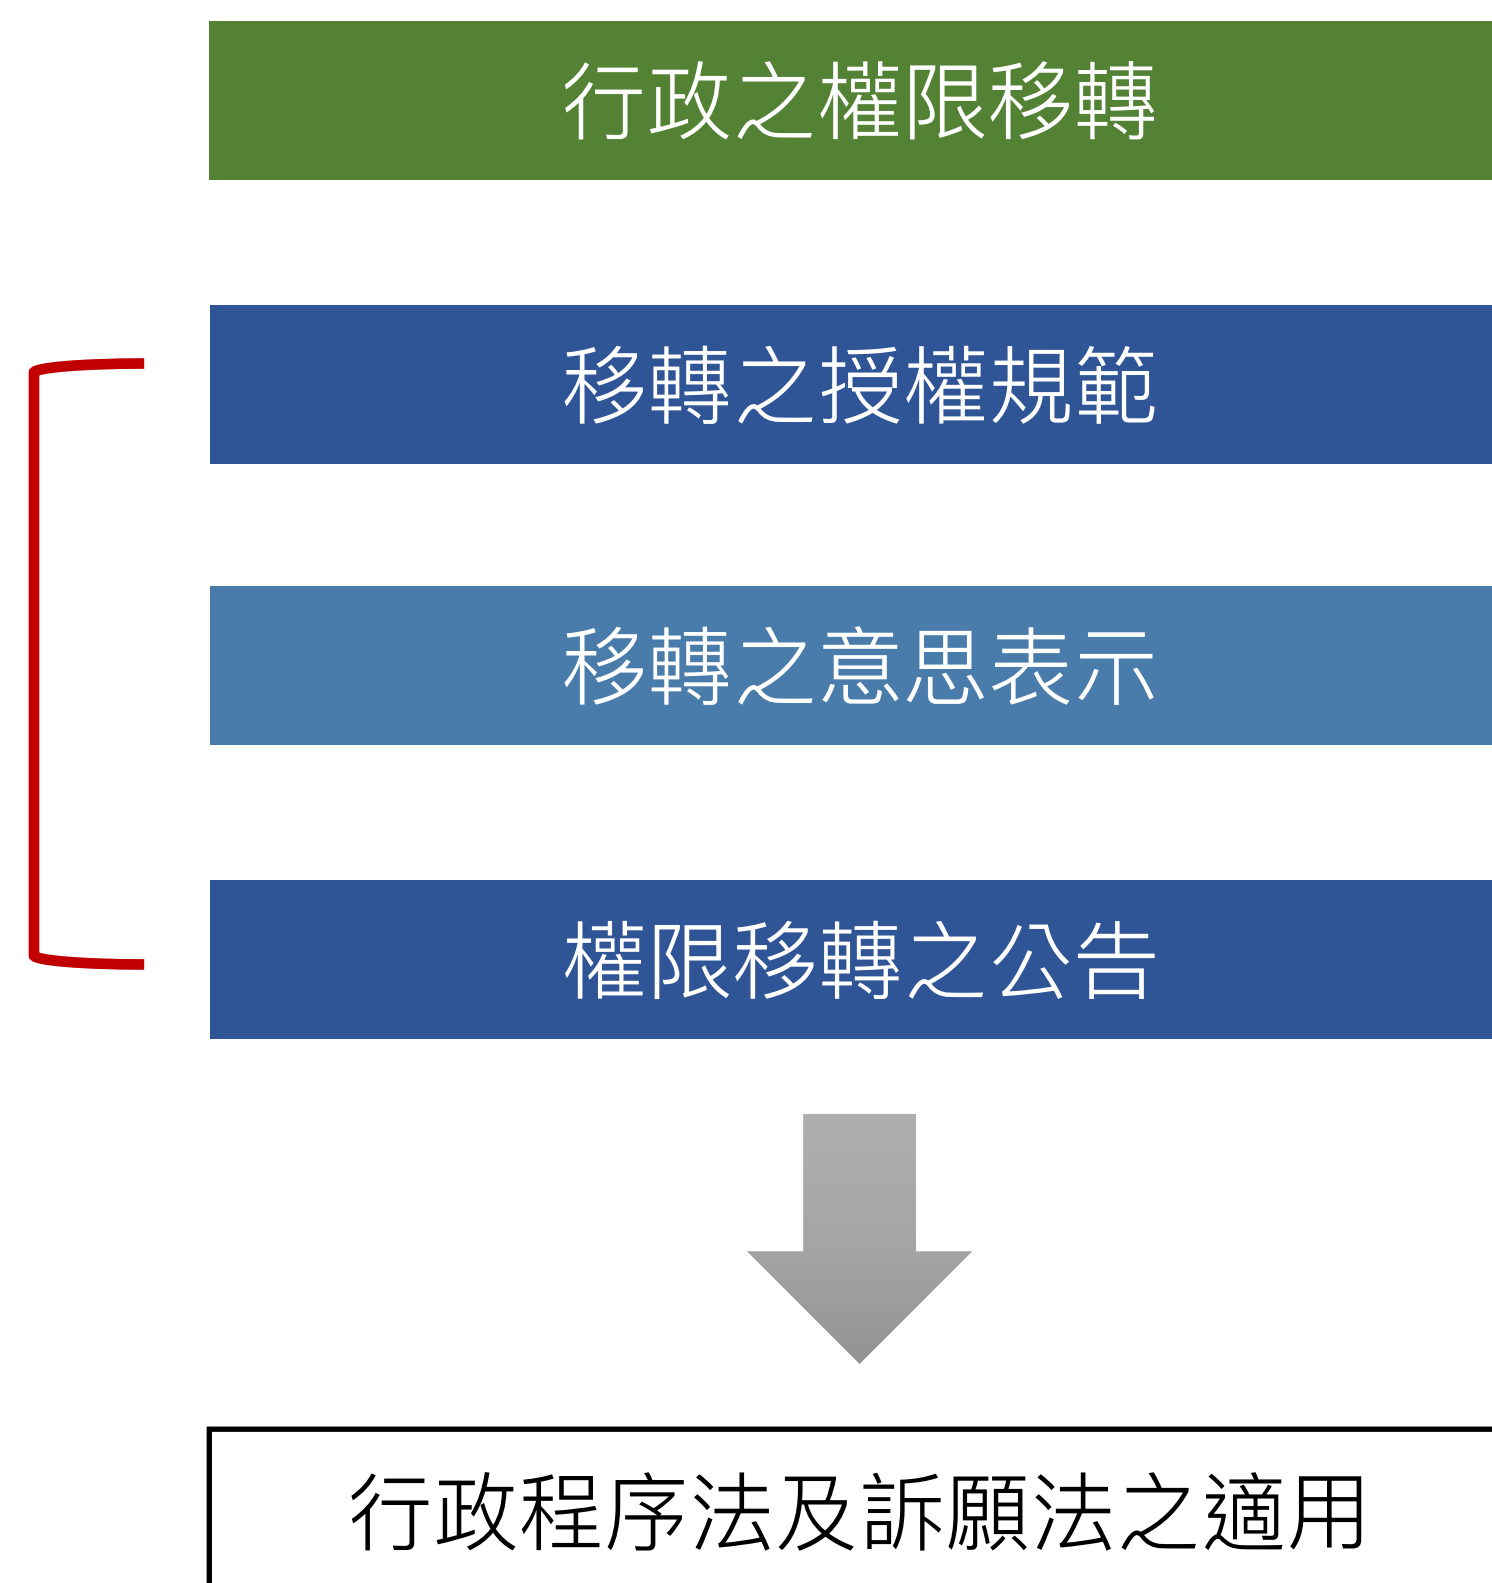 行政之權限移轉
移轉之授權規範
移轉之意思表示
權限移轉之公告
行政程序法及訴願法之適用